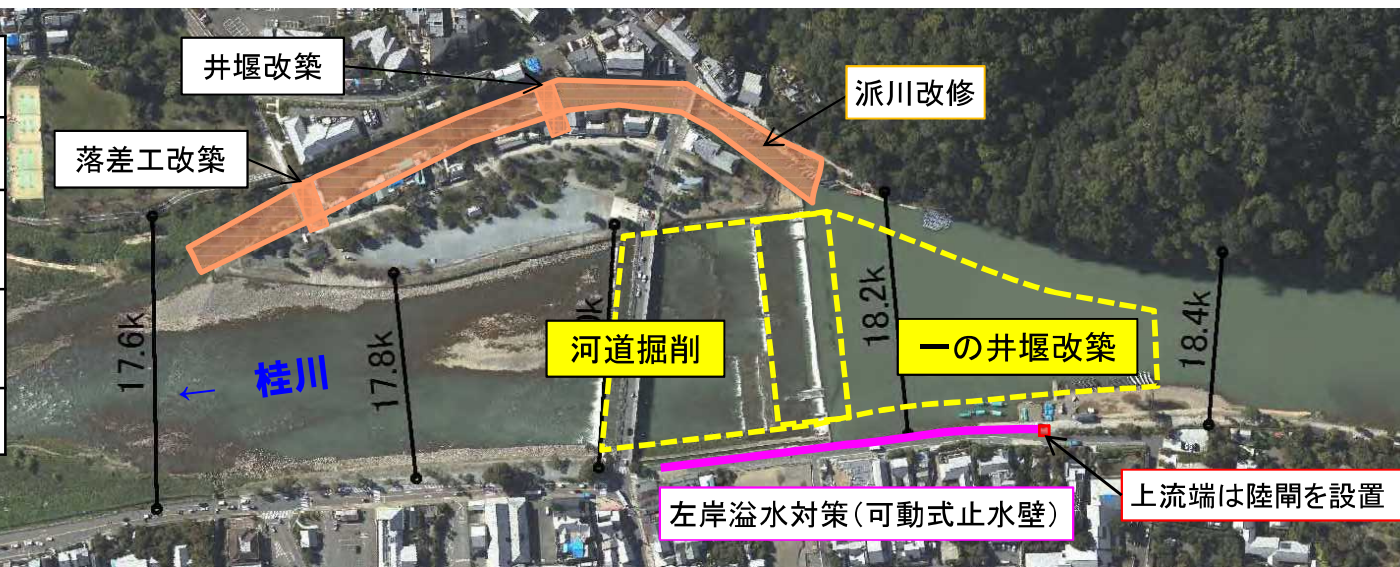 井堰改築
派川改修
落差工改築
17.6k
17.8k
k
18.2k
18.4k
河道掘削
一の井堰改築
← 桂川
左岸溢水対策(可動式止水壁)
上流端は陸閘を設置